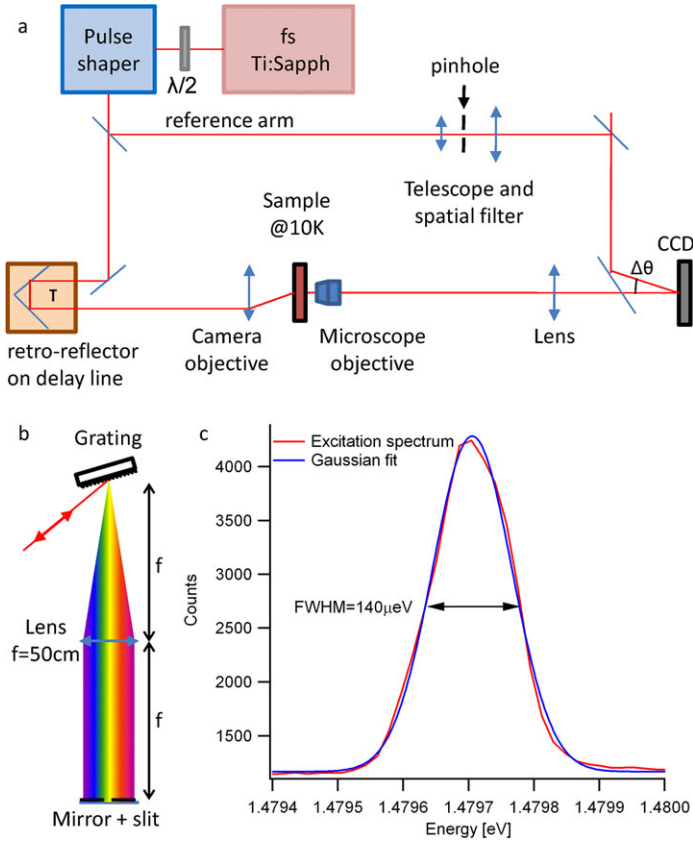 a
Pulse
shaper
λ/2
fs
Ti:Sapph
reference arm
pinhole
Telescope and
spatial filter
Sample
@10K
CCD
Δθ
τ
retro-reflector
on delay line
Camera
objective
Microscope
objective
Lens
b
Grating
f
Lens
f=50cm
f
Mirror + slit
c
Excitation spectrum
Gaussian fit
FWHM=140μeV
Counts
4000
3500
3000
2500
2000
1500
1.4794
1.4795
1.4796
1.4797
1.4798
1.4799
1.4800
Energy [eV]